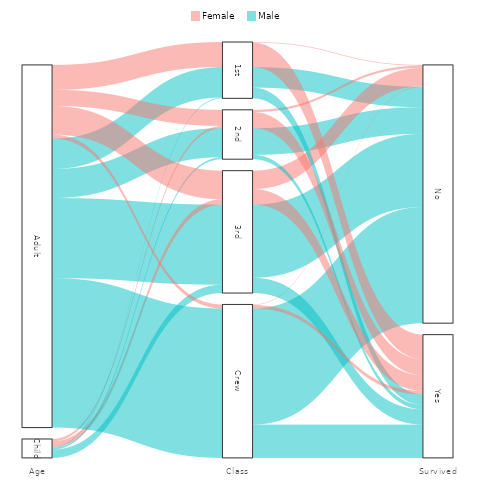 Female Male
1st
2nd
Adult
3rd
No
Crew
Yes
Child
Age Class Survived